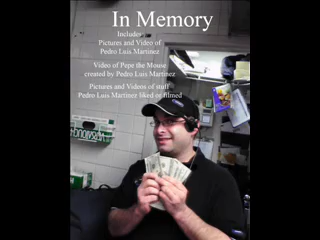 In Memory
Includes
Pictures and Video of
Pedro Luis Martinez
Video of Pepe the Mouse
created by Pedro Luis Martinez
Pictures and Videos of stuff
Pedro Luis Martinez liked or filmed